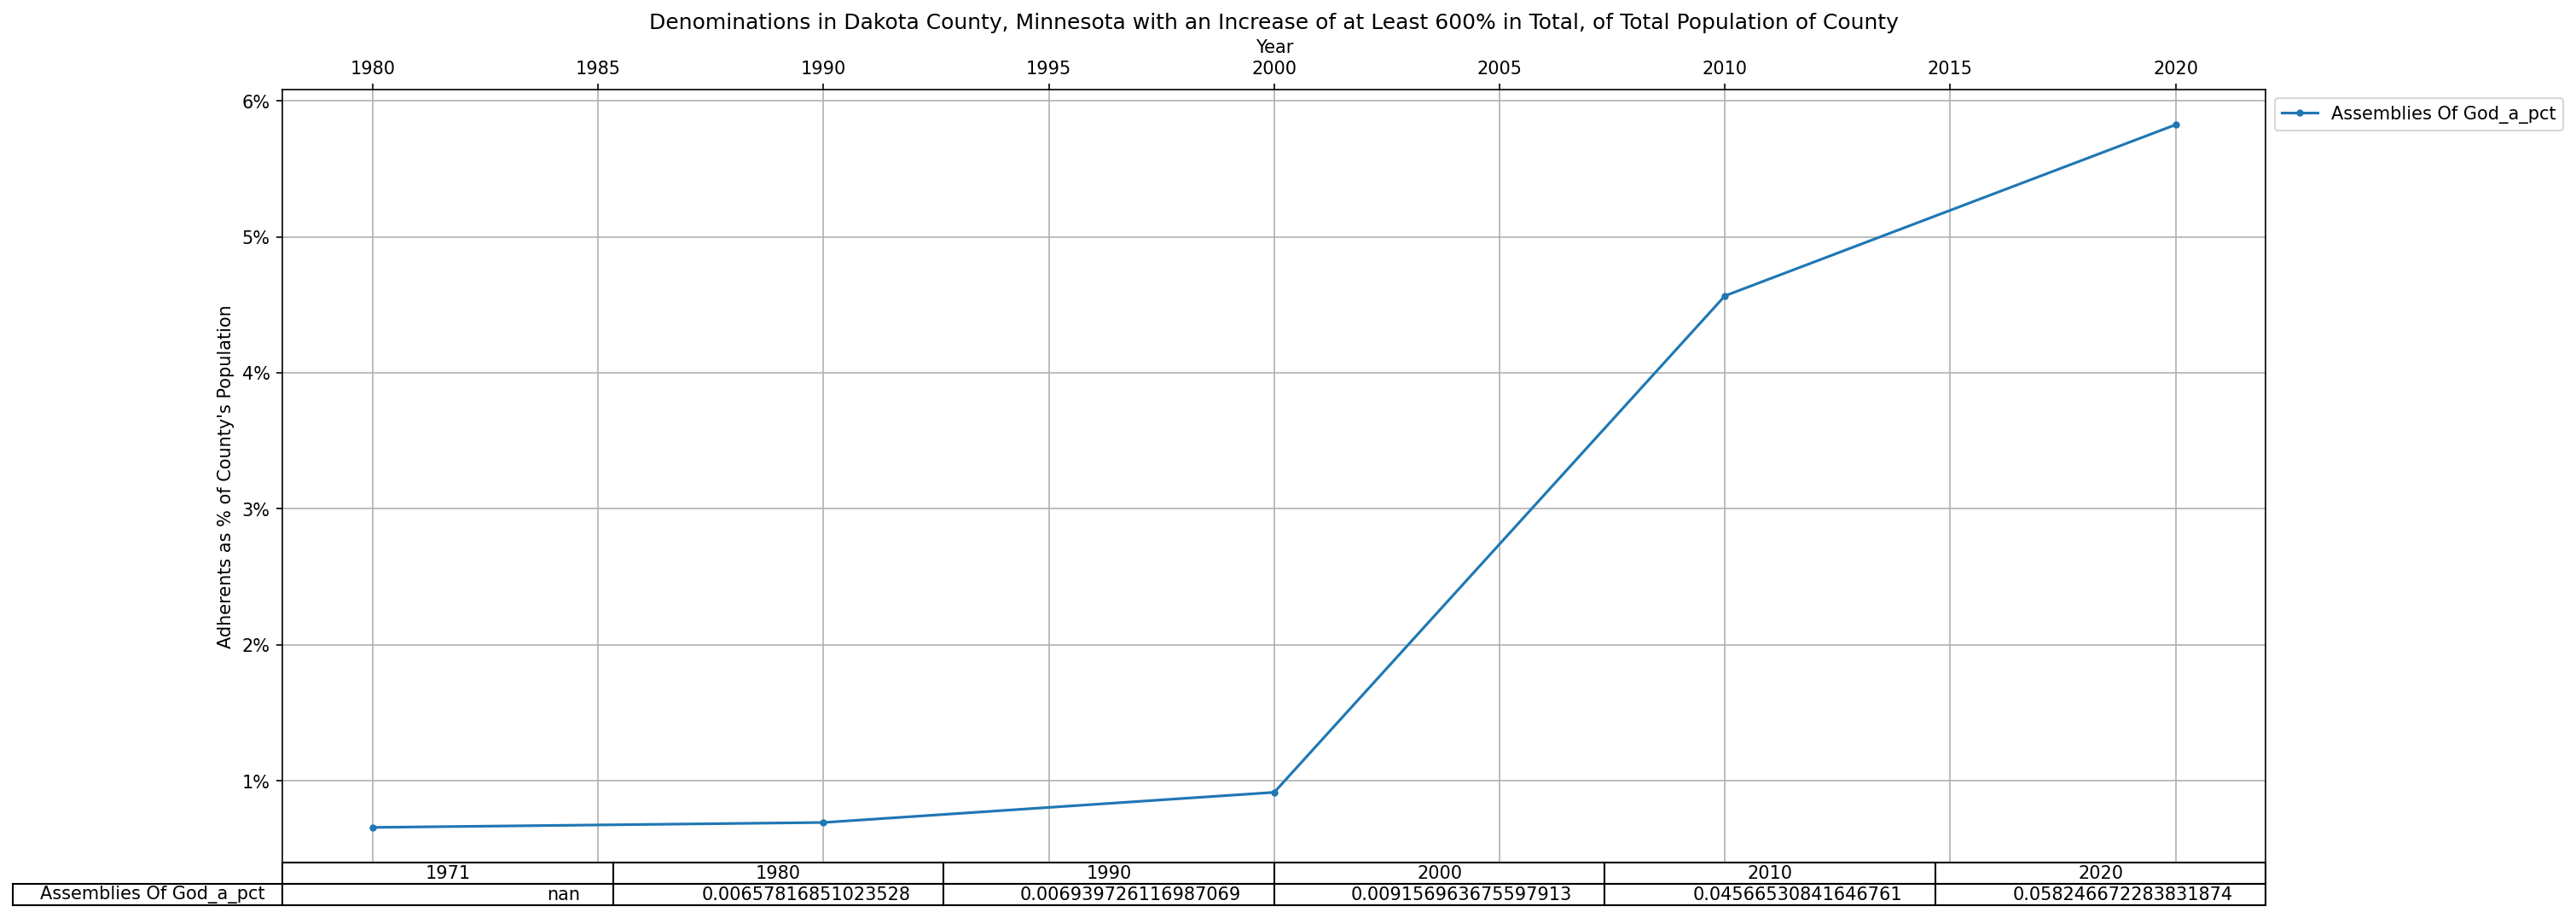 Denominations in Dakota County, Minnesota with an Increase of at Least 600% in Total, of Total Population of County
Year
1980 1985 1990 1995 2000 2005 2010 2015 2020
Assemblies Of God_a_pct
6%
5%
4%
3%
2%
1%
Adherents as % of County's Population
1971 1980 1990 2000 2010 2020
Assemblies Of God_a_pct nan 0.00657816851023528 0.006939726116987069 0.009156963675597913 0.04566530841646761 0.058246672283831874